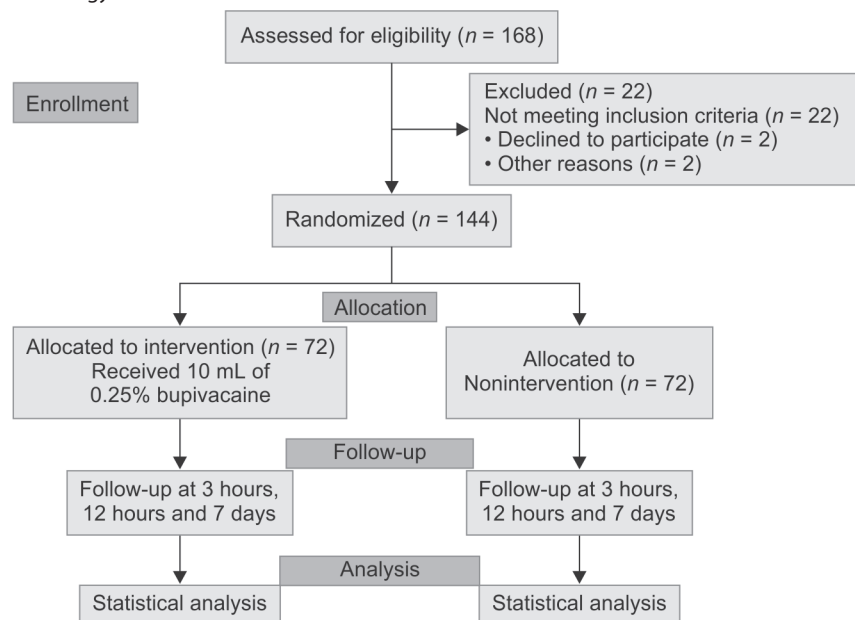 Assessed for eligibility (n = 168)
Enrollment
Excluded (n = 22)
Not meeting inclusion criteria (n = 22)
• Declined to participate (n = 2)
• Other reasons (n = 2)
Randomized (n = 144)
Allocation
Allocated to intervention (n = 72)
Received 10 mL of
0.25% bupivacaine
Allocated to
Nonintervention (n = 72)
Follow-up
Follow-up at 3 hours,
12 hours and 7 days
Follow-up at 3 hours,
12 hours and 7 days
Analysis
Statistical analysis
Statistical analysis